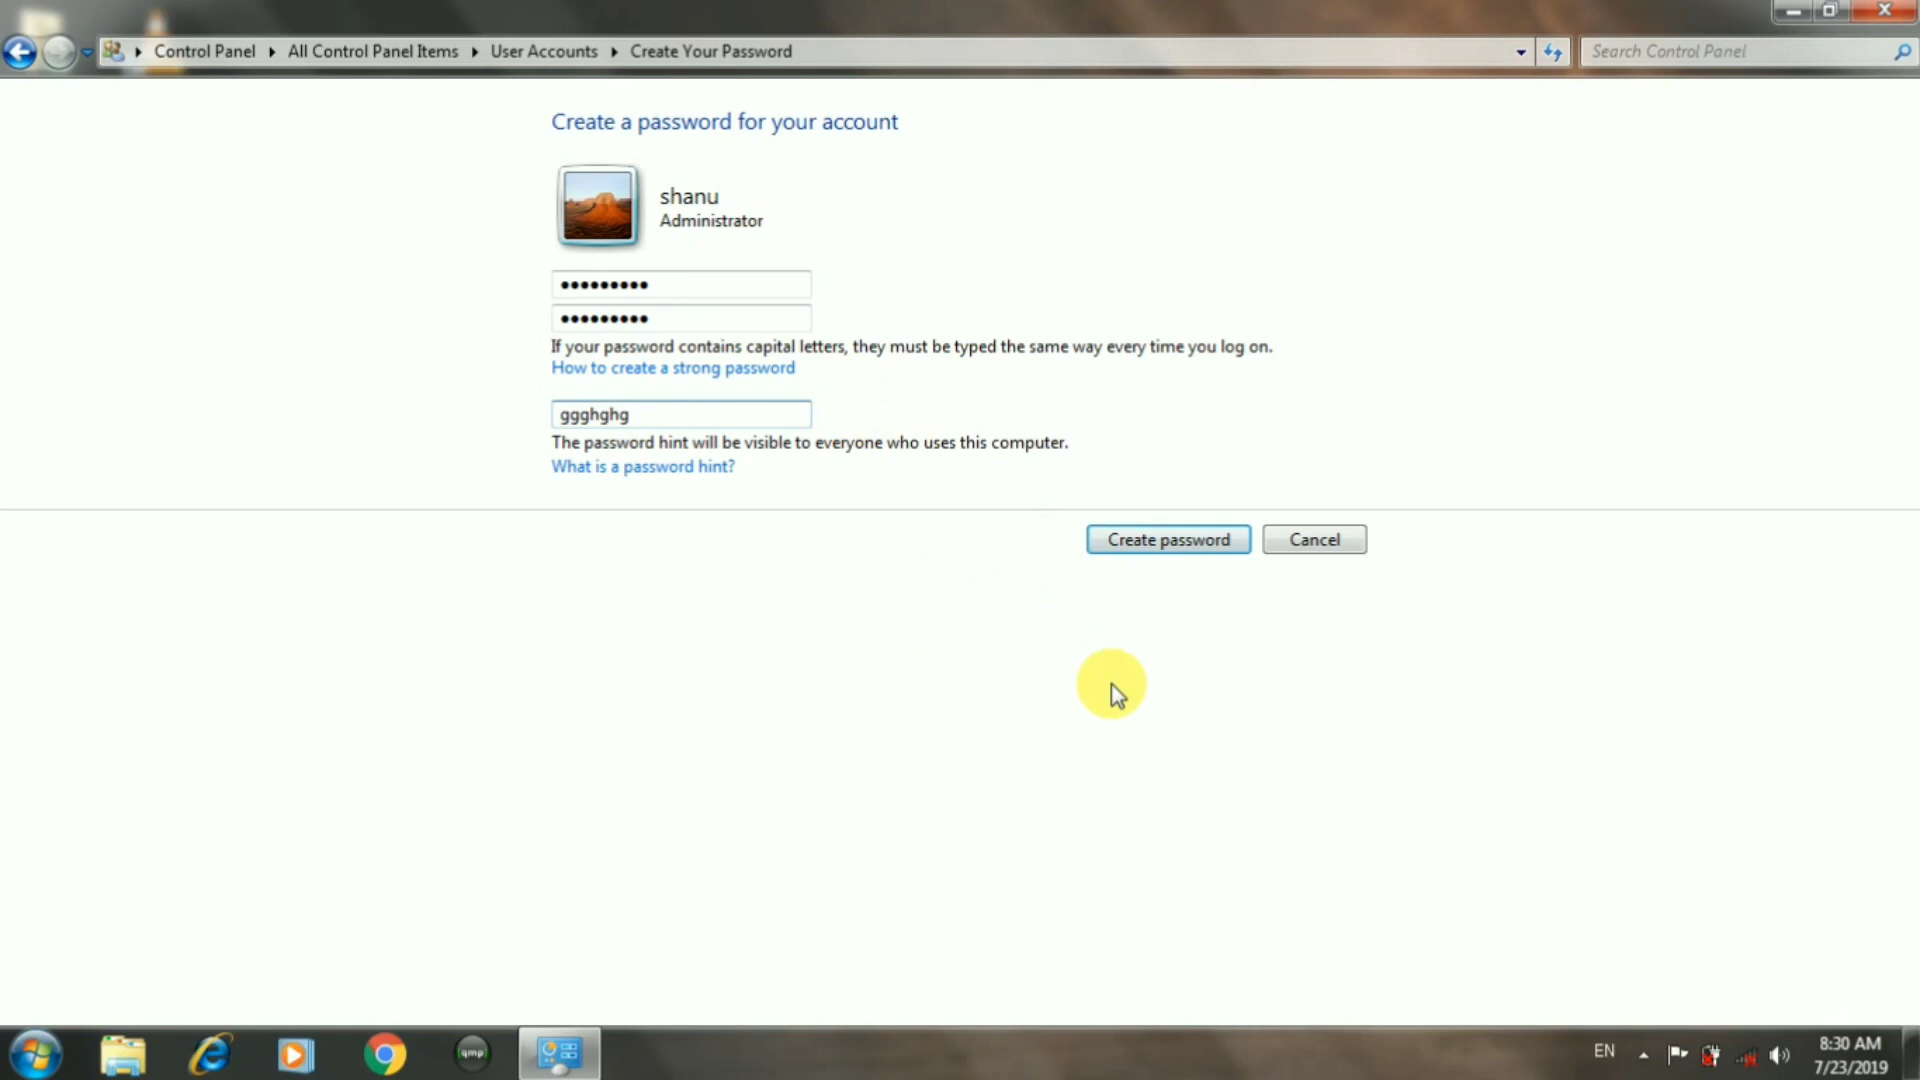 Control Panel All Control Panel Items User Accounts Create Your Password
Search Control Panel
Create a password for your account
shanu
Administrator
•••••••••
•••••••••
If your password contains capital letters, they must be typed the same way every time you log on.
How to create a strong password
ggghghg
The password hint will be visible to everyone who uses this computer.
What is a password hint?
Create password Cancel
qmp
EN
8:30 AM
7/23/2019